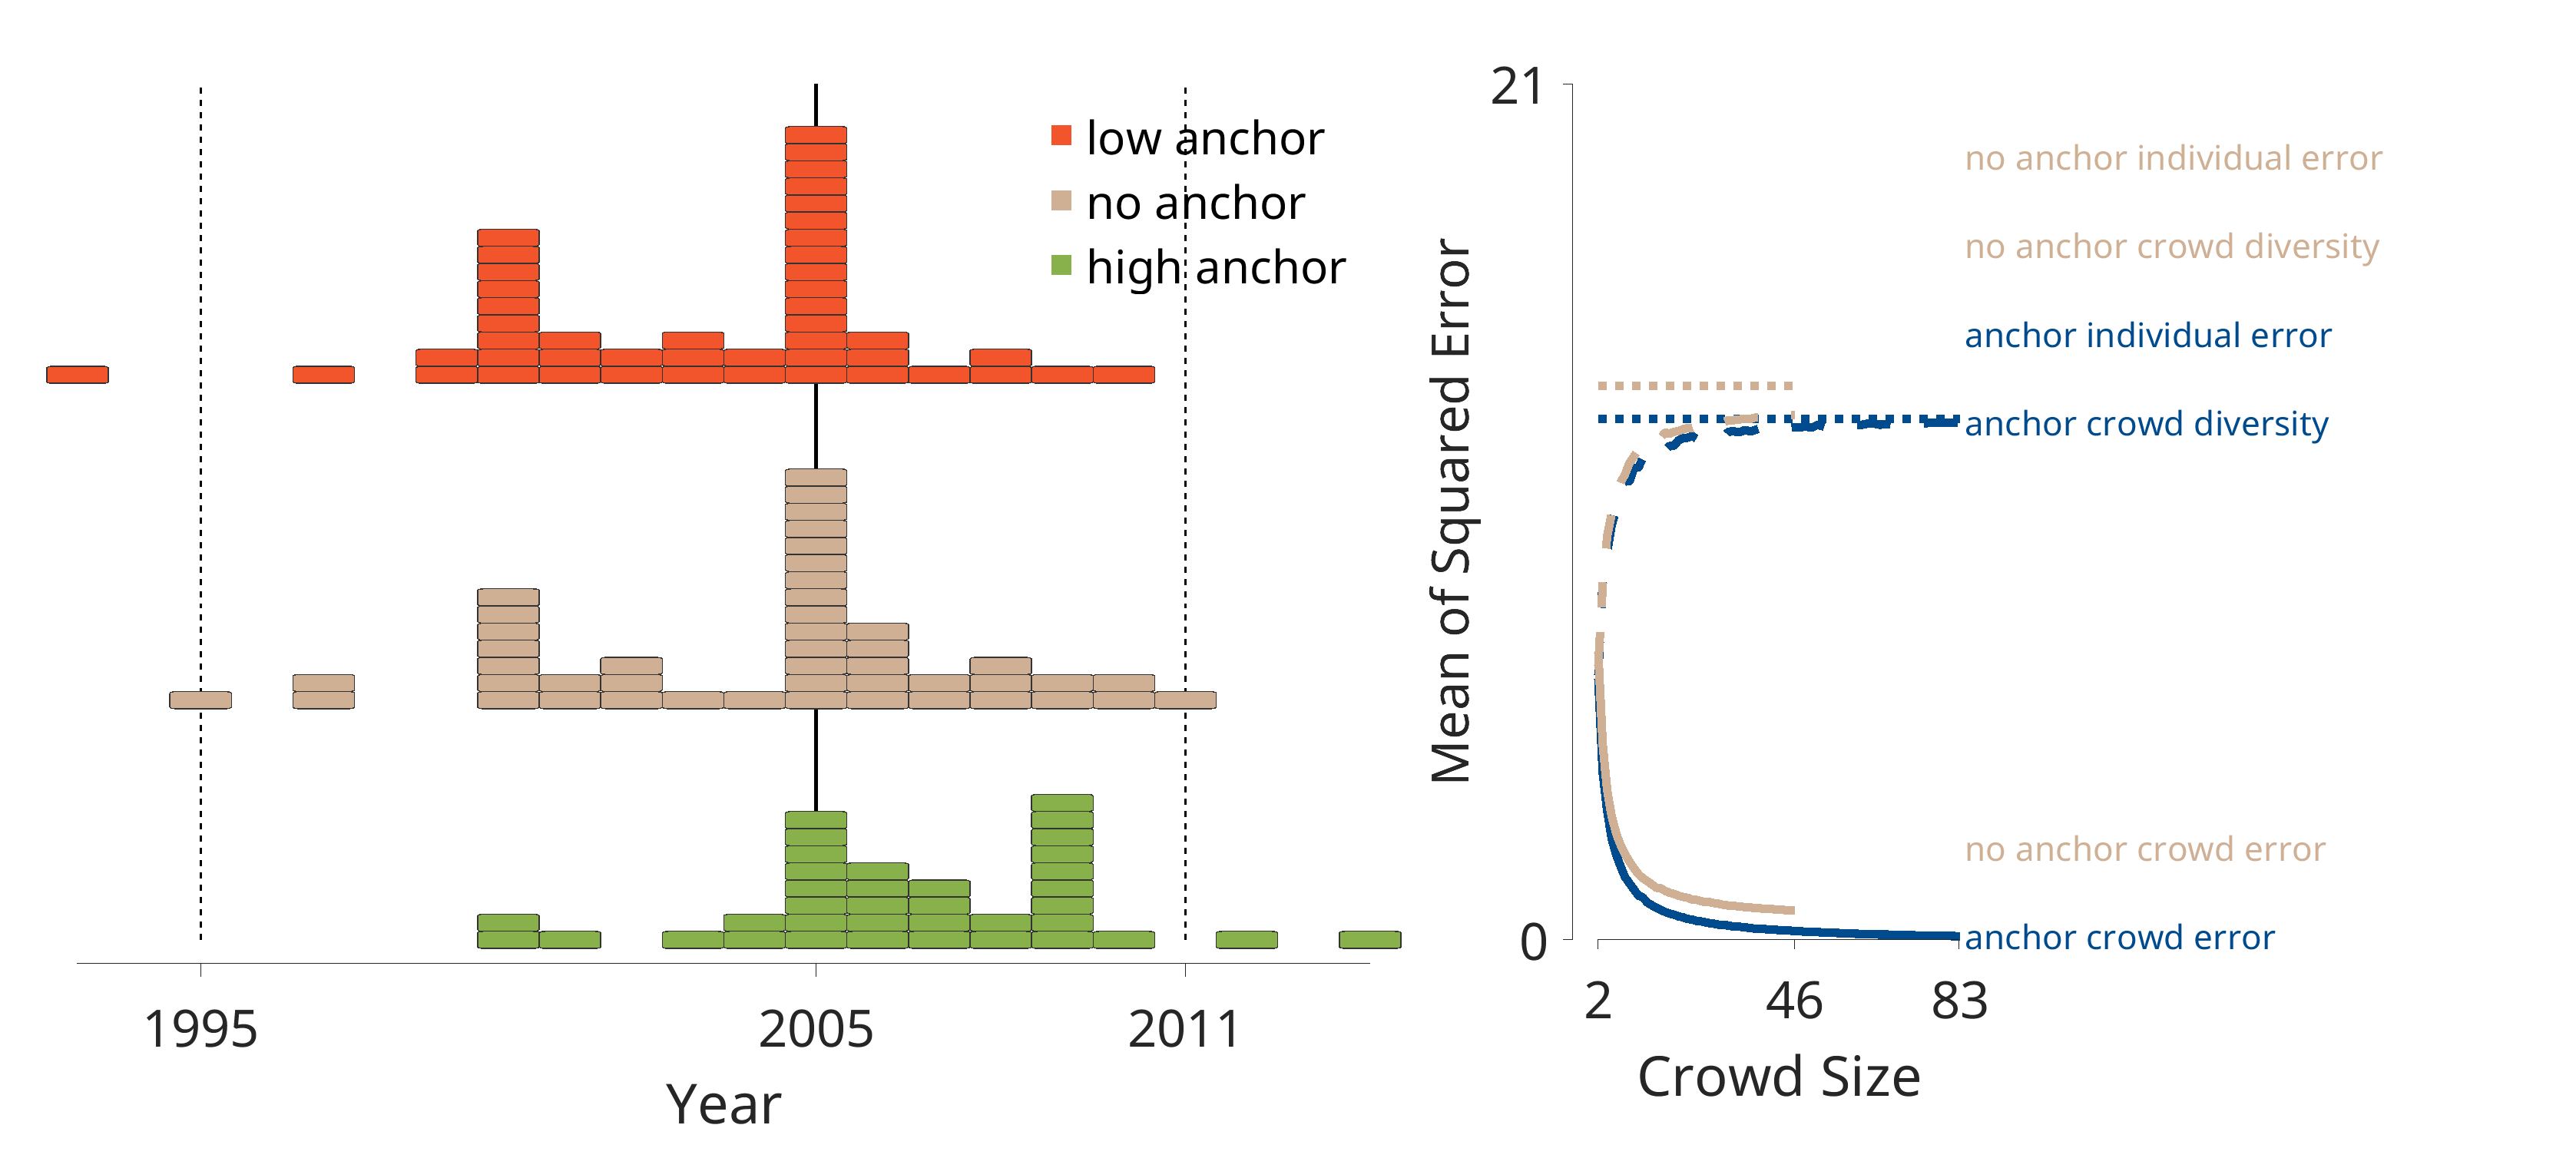 low anchor
no anchor
high anchor
1995
2005
2011
Year
21
0
Mean of Squared Error
no anchor individual error
no anchor crowd diversity
anchor individual error
anchor crowd diversity
no anchor crowd error
anchor crowd error
2
46
83
Crowd Size